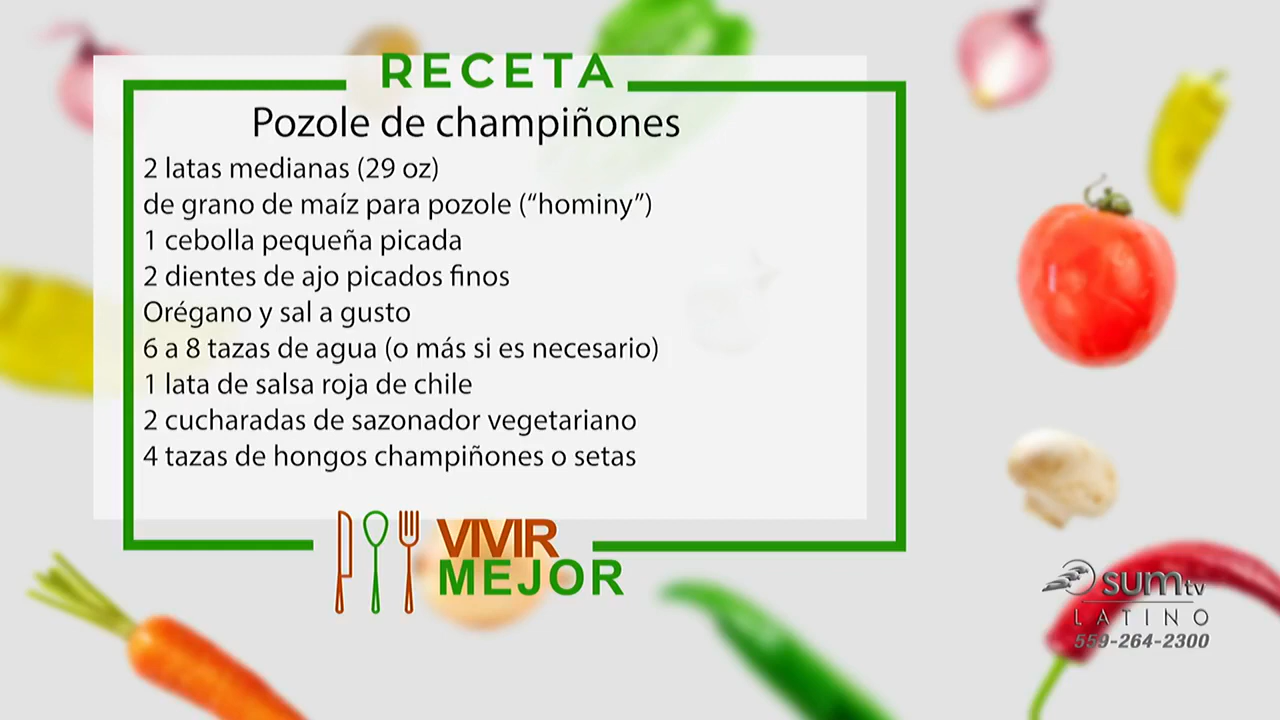 RECETA
Pozole de champiñones
2 latas medianas (29 oz)
de grano de maíz para pozole (“hominy”)
1 cebolla pequeña picada
2 dientes de ajo picados finos
Orégano y sal a gusto
6 a 8 tazas de agua (o más si es necesario)
1 lata de salsa roja de chile
2 cucharadas de sazonador vegetariano
4 tazas de hongos champiñones o setas
VIVIR
MEJOR
sumtv
LATINO
559-264-2300